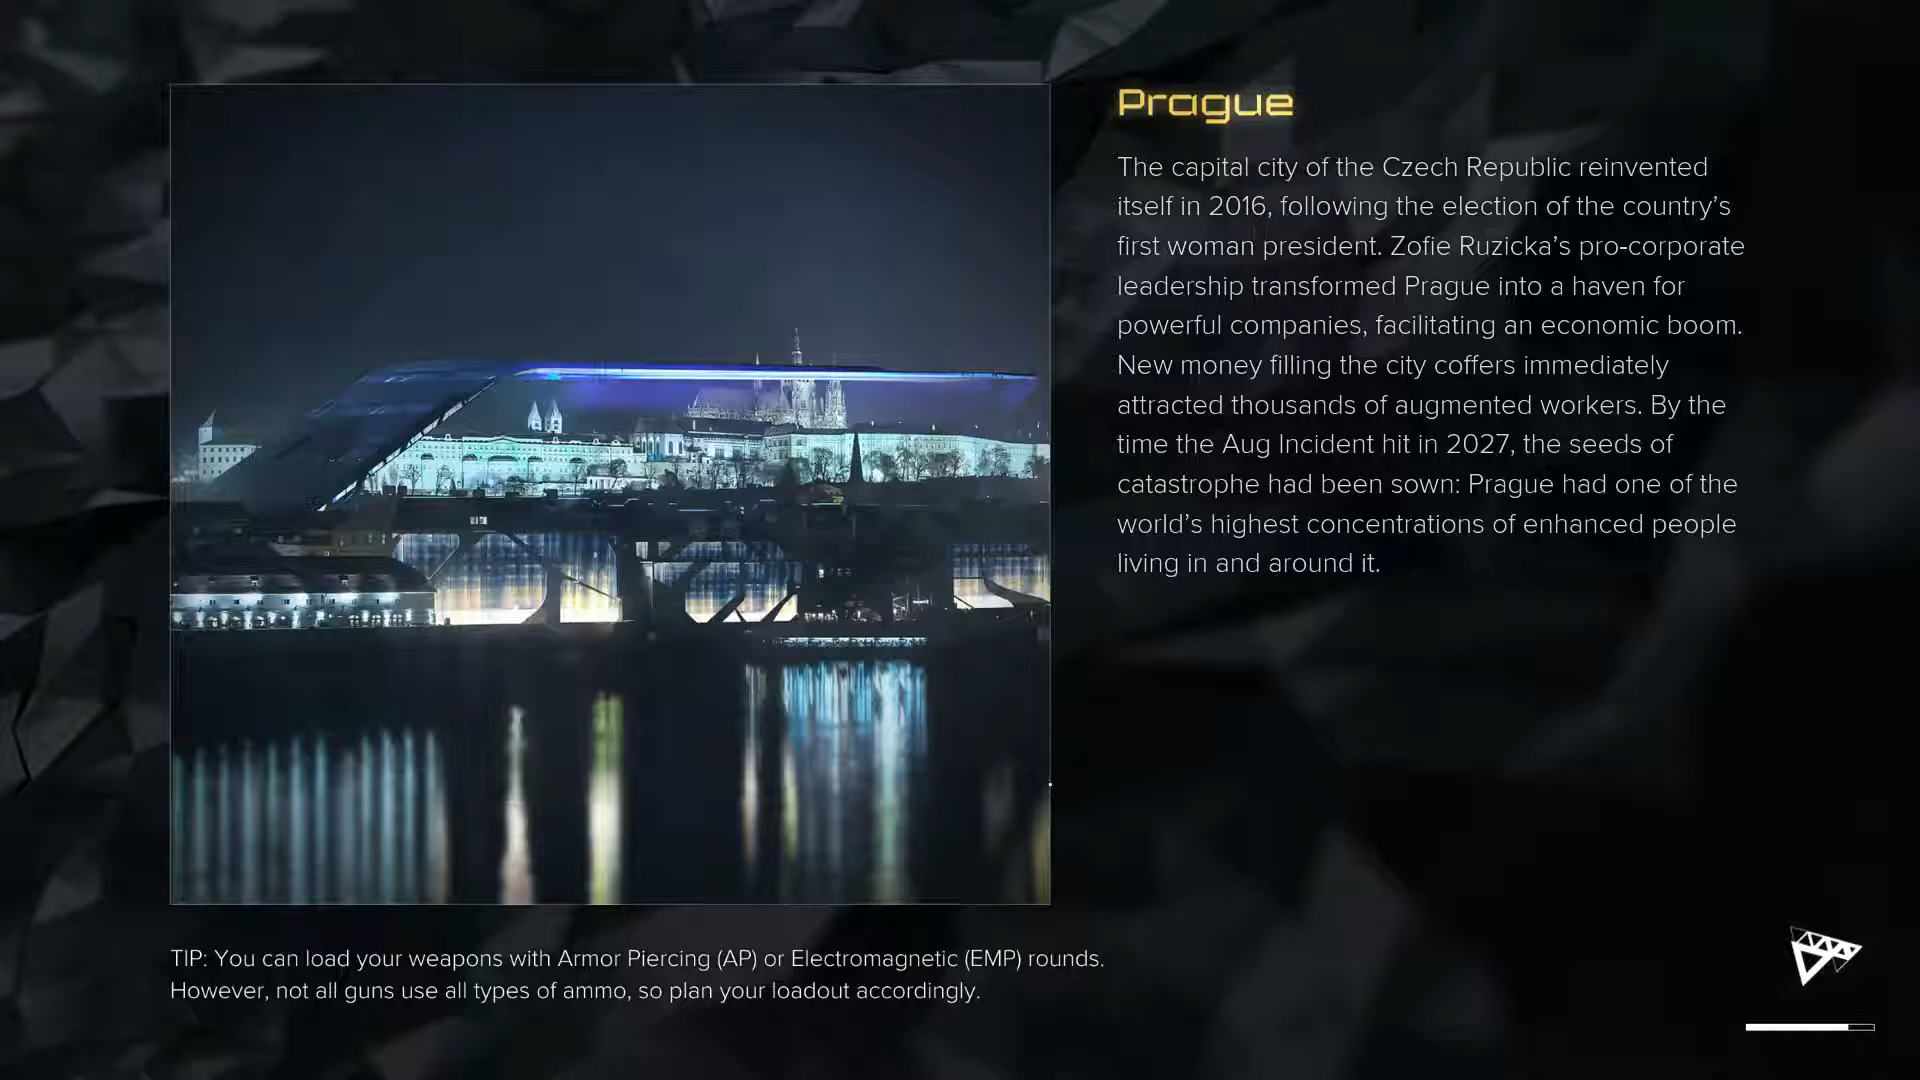 Prague
The capital city of the Czech Republic reinvented
itself in 2016, following the election of the country’s
first woman president. Zofie Ruzicka’s pro-corporate
leadership transformed Prague into a haven for
powerful companies, facilitating an economic boom.
New money filling the city coffers immediately
attracted thousands of augmented workers. By the
time the Aug Incident hit in 2027, the seeds of
catastrophe had been sown: Prague had one of the
world’s highest concentrations of enhanced people
living in and around it.
TIP: You can load your weapons with Armor Piercing (AP) or Electromagnetic (EMP) rounds.
However, not all guns use all types of ammo, so plan your loadout accordingly.